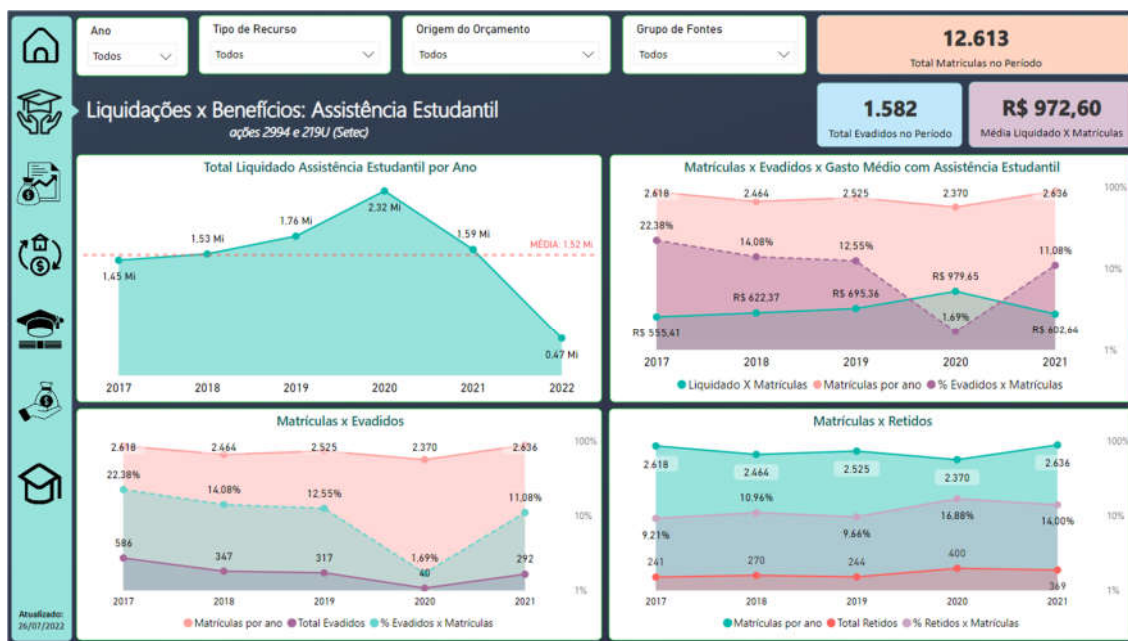 Ano
Todos
Tipo de Recurso
Todos
Origem do Orçamento
Todos
Grupo de Fontes
Todos
12.613
Total Matrículas no Período
Liquidações x Benefícios: Assistência Estudantil
ações 2994 e 219U (Setec)
1.582
Total Evadidos no Período
R$ 972,60
Média Liquidado X Matrículas
Total Liquidado Assistência Estudantil por Ano
2.32 Mi
1.76 Mi
1.53 Mi
1.59 Mi
MÉDIA: 1.52 Mi
1.45 Mi
0.47 Mi
2017 2018 2019 2020 2021 2022
Matrículas x Evadidos x Gasto Médio com Assistência Estudantil
2.618 2.464 2.525 2.370 2.636 100%
22.38% 14,08% 12,55% 11,08%
10%
R$ 979,65
R$ 622,37 R$ 695,36
1.69%
R$ 555,41 R$ 602,64
1%
2017 2018 2019 2020 2021
Liquidado X Matrículas Matrículas por ano % Evadidos x Matrículas
Matrículas x Evadidos
2.618 2.464 2.525 2.370 2.636 100%
22.38% 14,08% 12,55% 11,08%
10%
586 347 317 1.69% 292
40
1%
2017 2018 2019 2020 2021
Matrículas por ano Total Evadidos % Evadidos x Matrículas
Matrículas x Retidos
100%
2.618 2.464 2.525 2.370 2.636
10,96%
10%
9.21% 9.66% 16,88% 14,00%
241 270 244 400
369
1%
2017 2018 2019 2020 2021
Matrículas por ano Total Retidos % Retidos x Matrículas
Atualizado:
26/07/2022